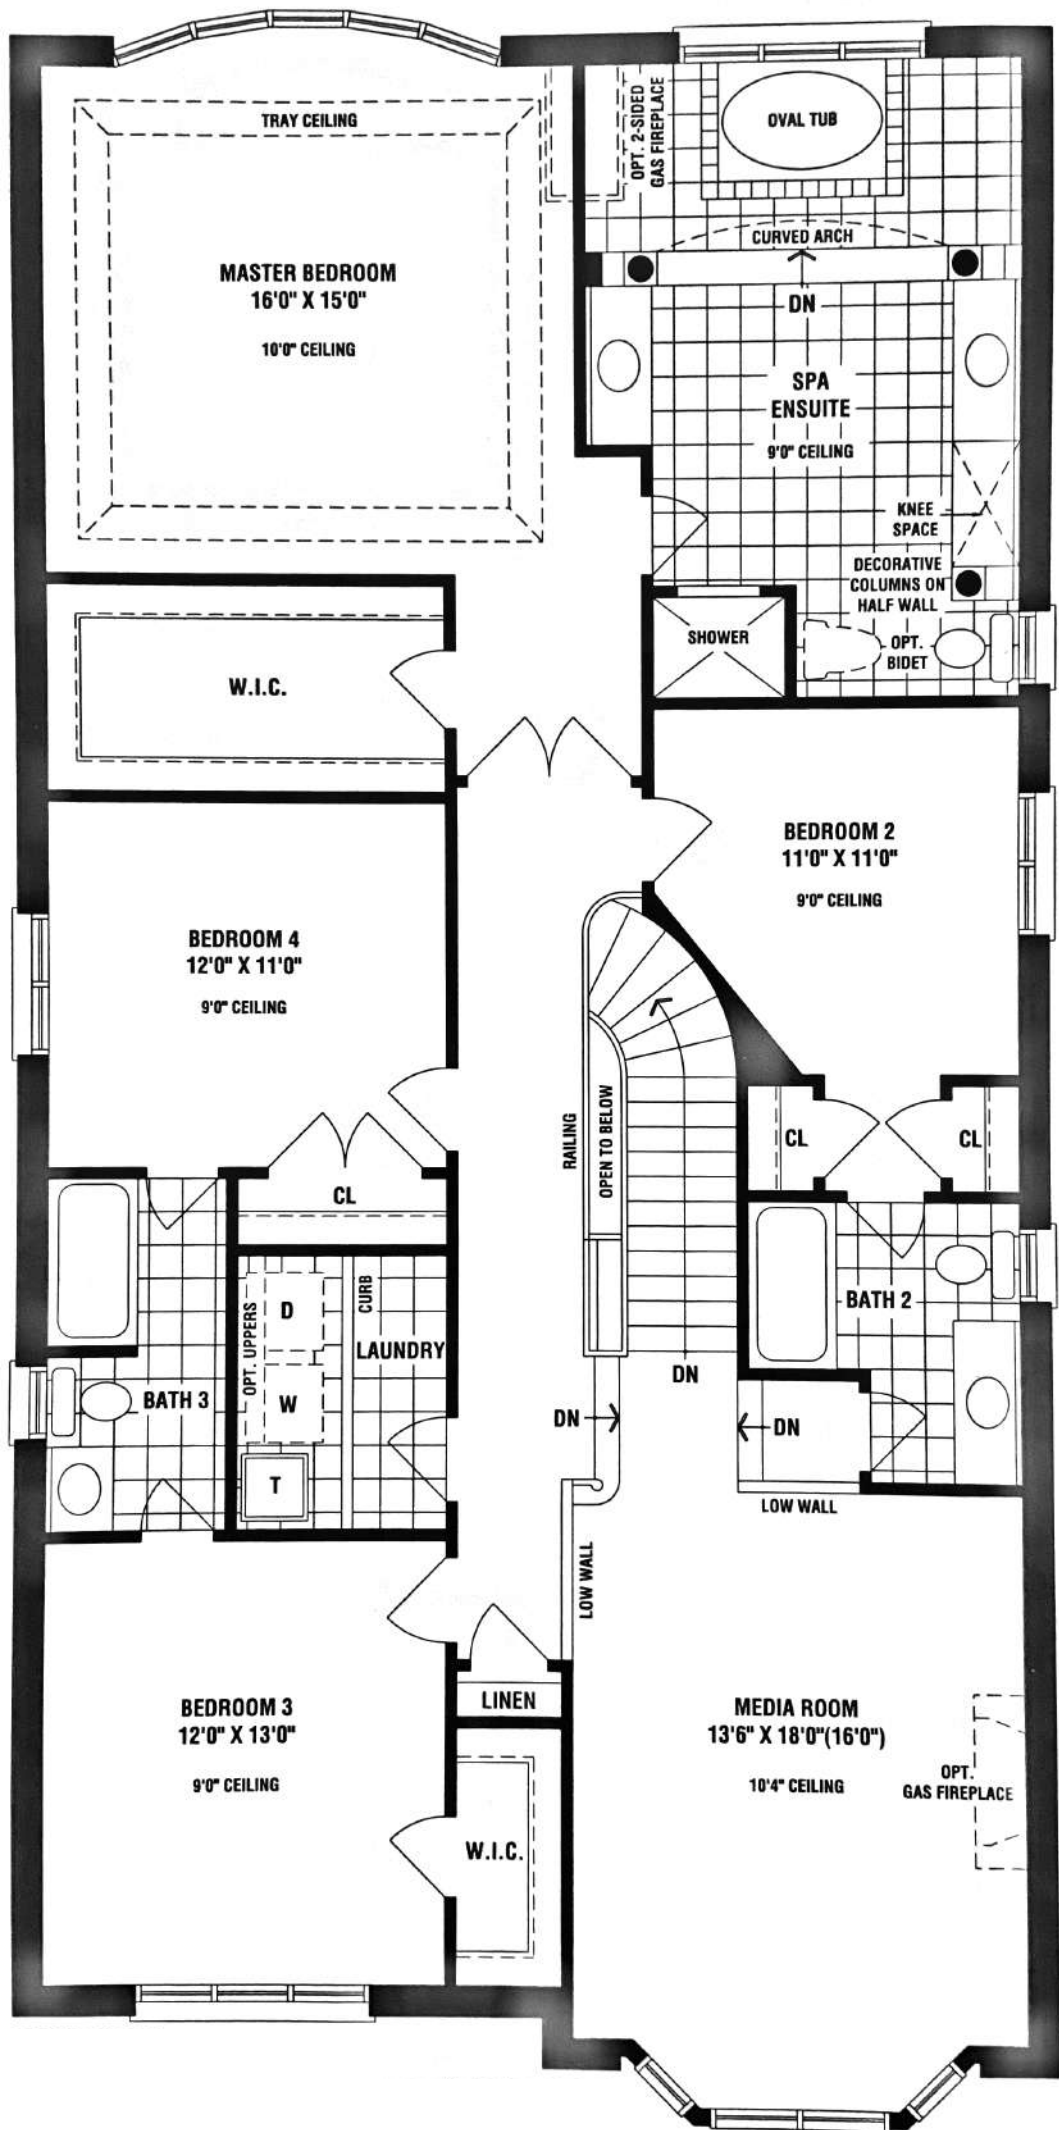 TRAY CEILING
MASTER BEDROOM
16'0" X 15'0"
10'0" CEILING
OPT. 2-SIDED
GAS FIREPLACE
OVAL TUB
CURVED ARCH
DN
SPA
ENSUITE
9'0" CEILING
KNEE
SPACE
DECORATIVE
COLUMNS ON
HALF WALL
SHOWER
OPT.
BIDET
W.I.C.
BEDROOM 2
11'0" X 11'0"
9'0" CEILING
BEDROOM 4
12'0" X 11'0"
9'0" CEILING
RAILING
OPEN TO BELOW
CL
CL
CL
BATH 2
DN
DN
DN
LOW WALL
OPT. UPPERS
D
W
T
CURB
LAUNDRY
BATH 3
LOW WALL
LINEN
BEDROOM 3
12'0" X 13'0"
9'0" CEILING
W.I.C.
MEDIA ROOM
13'6" X 18'0"(16'0")
10'4" CEILING
OPT.
GAS FIREPLACE